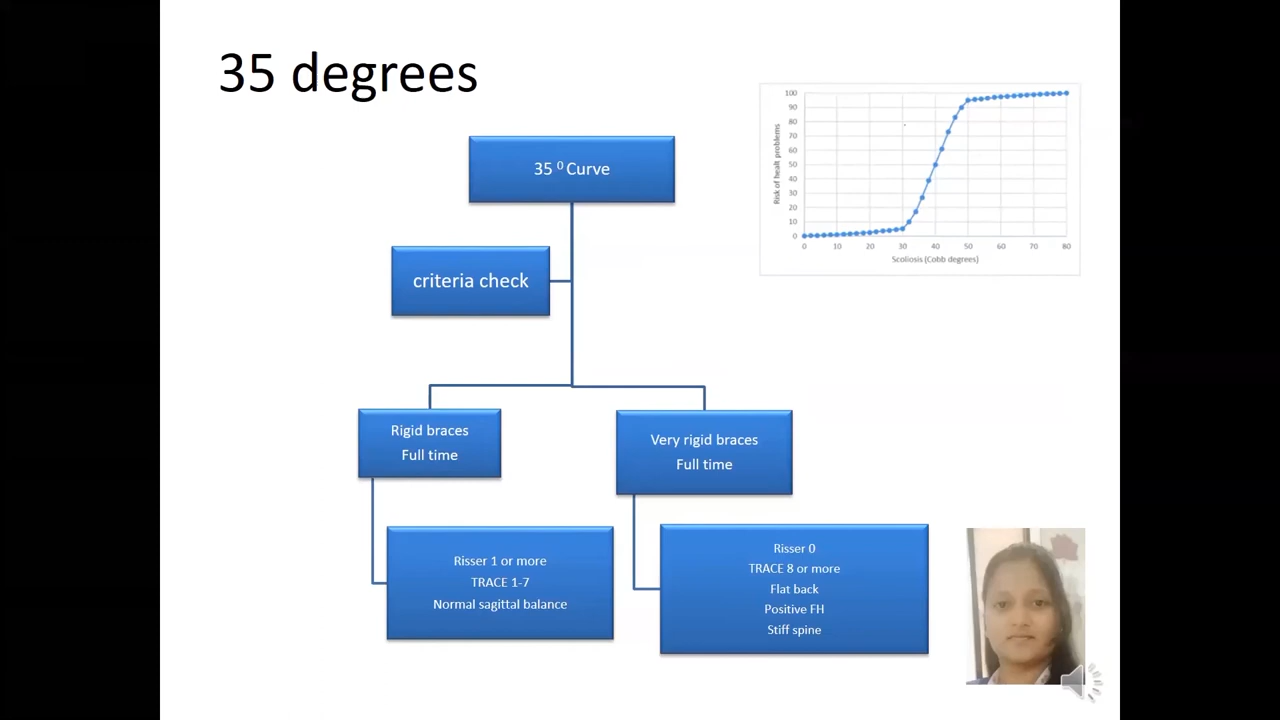 35 degrees
35 ⁰ Curve
criteria check
Rigid braces
Full time
Very rigid braces
Full time
Risser 1 or more
TRACE 1-7
Normal sagittal balance
Risser 0
TRACE 8 or more
Flat back
Positive FH
Stiff spine
Risk of healt problems
100
90
80
70
60
50
40
30
20
10
0
0 10 20 30 40 50 60 70 80
Scoliosis (Cobb degrees)